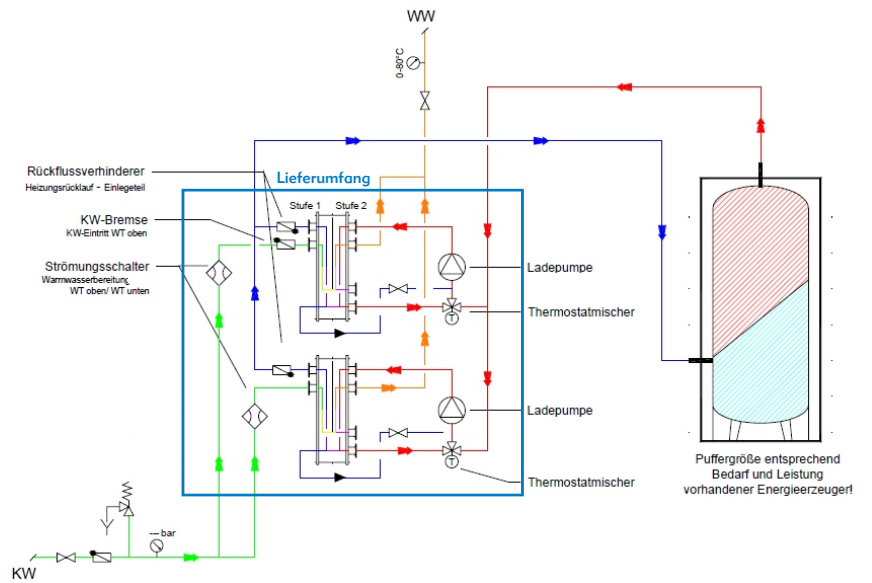 WW
0-80°C
Rückflussverhinderer
Heizungsrücklauf - Einlegeteil
Lieferumfang
Stufe 1
Stufe 2
KW-Bremse
KW-Eintritt WT oben
Strömungsschalter
Warmwasserbereitung
WT oben/ WT unten
Ladepumpe
Thermostatmischer
T
Ladepumpe
Thermostatmischer
T
Puffergröße entsprechend
Bedarf und Leistung
vorhandener Energieerzeuger!
--- bar
KW